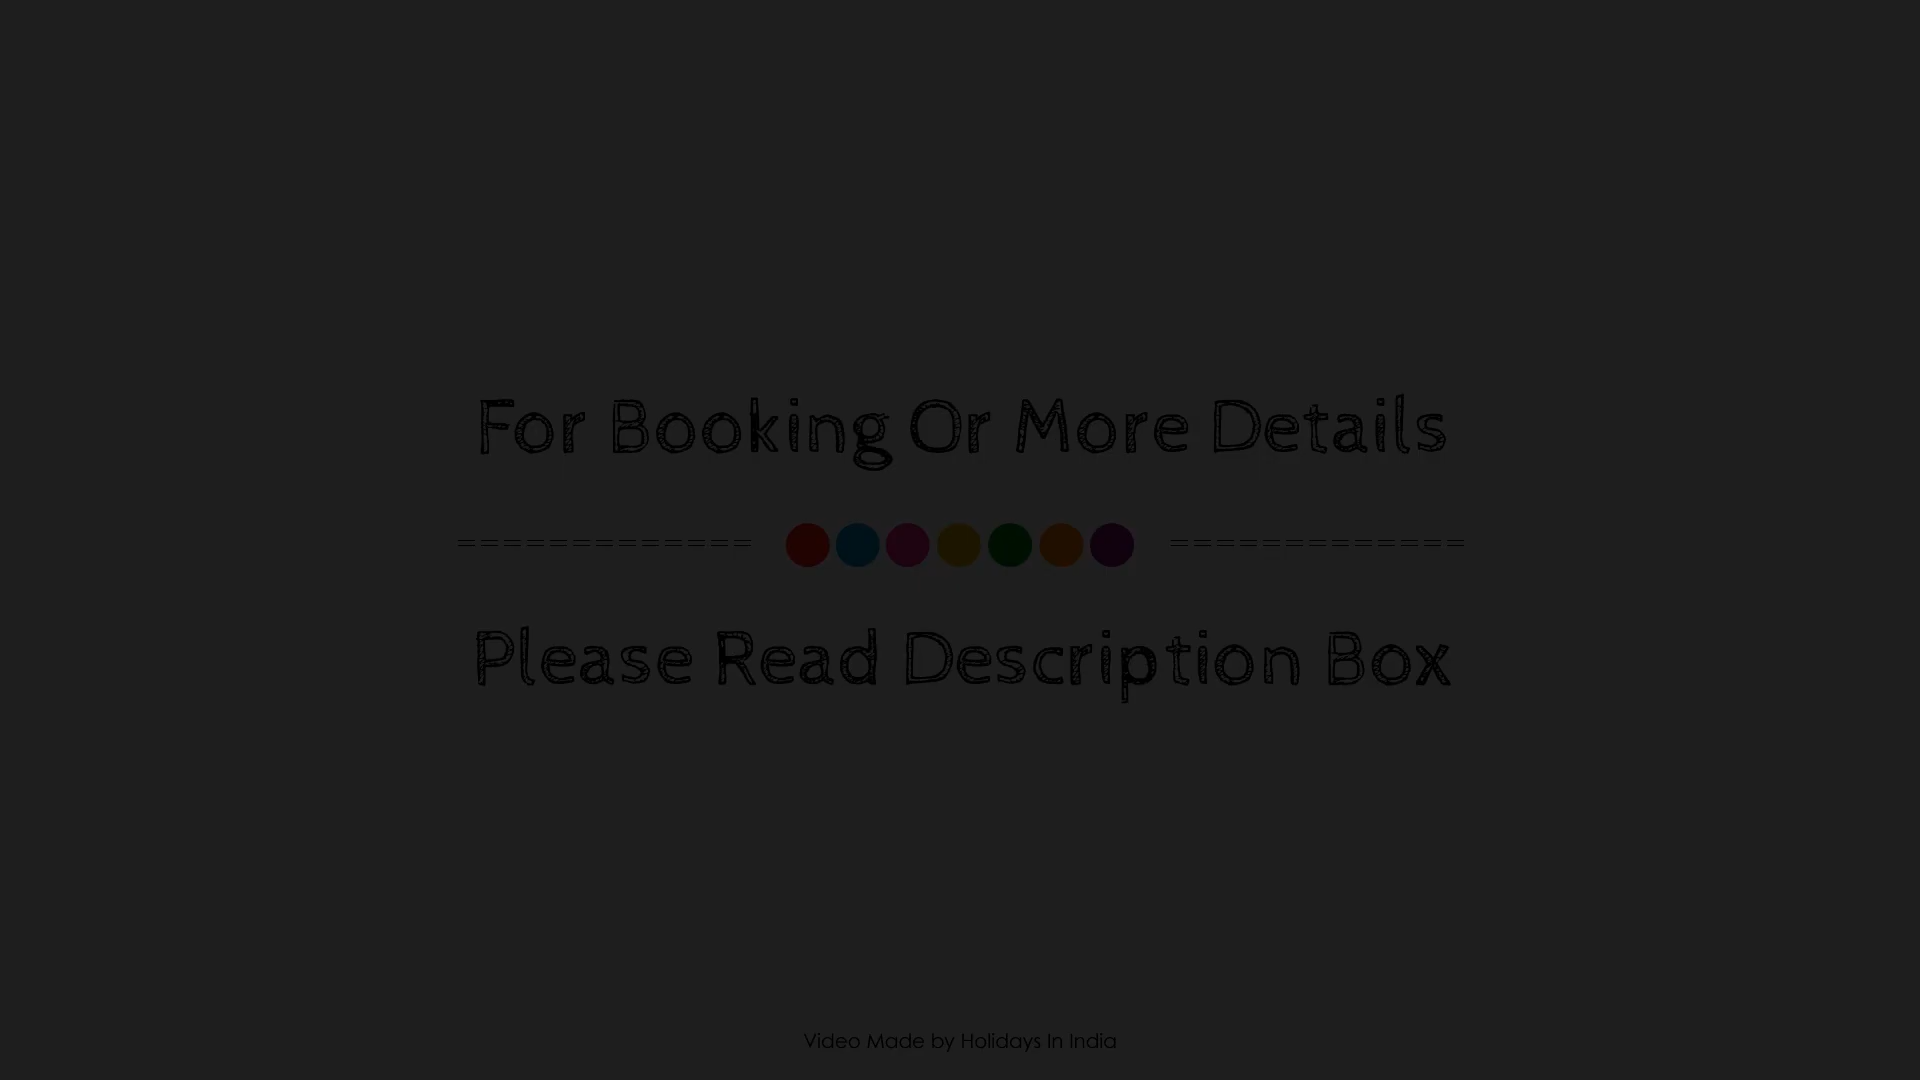 For Booking Or More Details
============= =============
Please Read Description Box
Video Made by Holidays In India